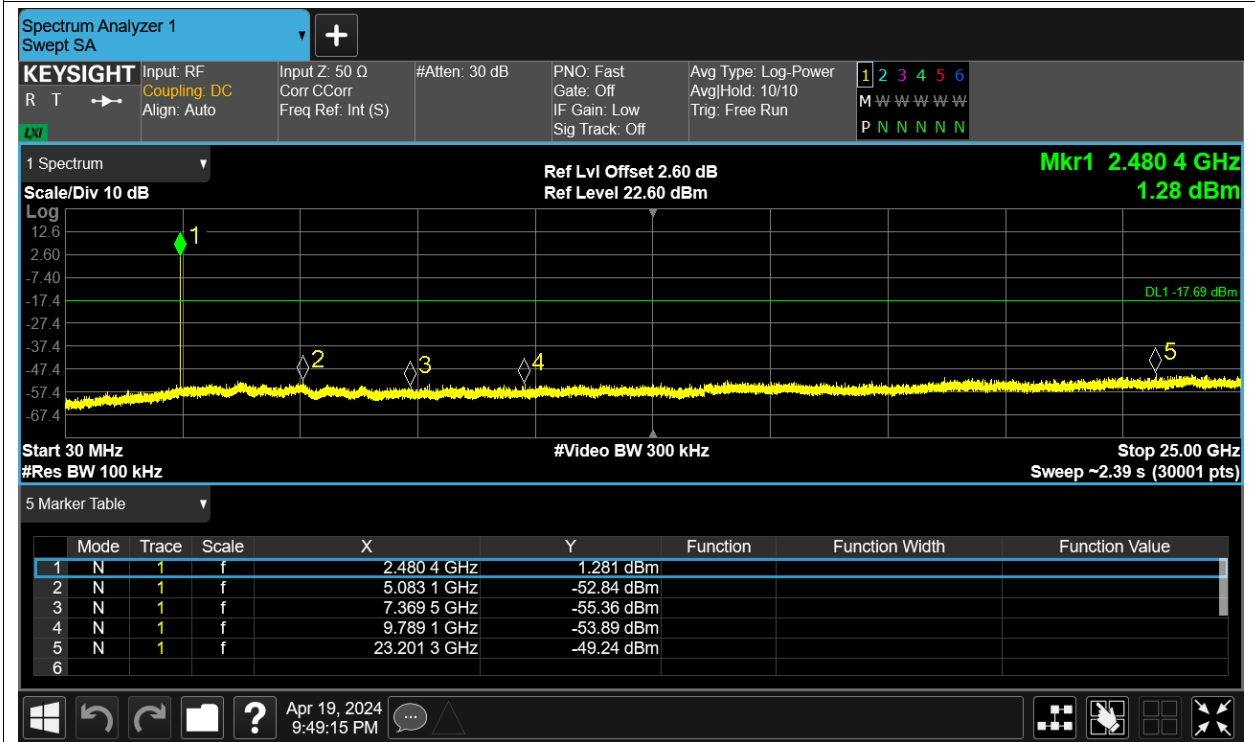 Spectrum Analyzer 1
Swept SA
KEYSIGHT
R T
LXI
Input: RF
Coupling: DC
Align: Auto
Input Z: 50 Ω
Corr CCorr
Freq Ref: Int (S)
#Atten: 30 dB
PNO: Fast
Gate: Off
IF Gain: Low
Sig Track: Off
Avg Type: Log-Power
Avg|Hold: 10/10
Trig: Free Run
1 2 3 4 5 6
M W W W W W
P N N N N N
1 Spectrum
Scale/Div 10 dB
Ref Lvl Offset 2.60 dB
Ref Level 22.60 dBm
Mkr1 2.480 4 GHz
1.28 dBm
Log
12.6
2.60
-7.40
-17.4
-27.4
-37.4
-47.4
-57.4
-67.4
1
2
3
4
5
DL1 -17.69 dBm
Start 30 MHz
#Video BW 300 kHz
Stop 25.00 GHz
#Res BW 100 kHz
Sweep ~2.39 s (30001 pts)
5 Marker Table
Mode Trace Scale X Y Function Function Width Function Value
1 N 1 f 2.480 4 GHz 1.281 dBm
2 N 1 f 5.083 1 GHz -52.84 dBm
3 N 1 f 7.369 5 GHz -55.36 dBm
4 N 1 f 9.789 1 GHz -53.89 dBm
5 N 1 f 23.201 3 GHz -49.24 dBm
6
?
Apr 19, 2024
9:49:15 PM